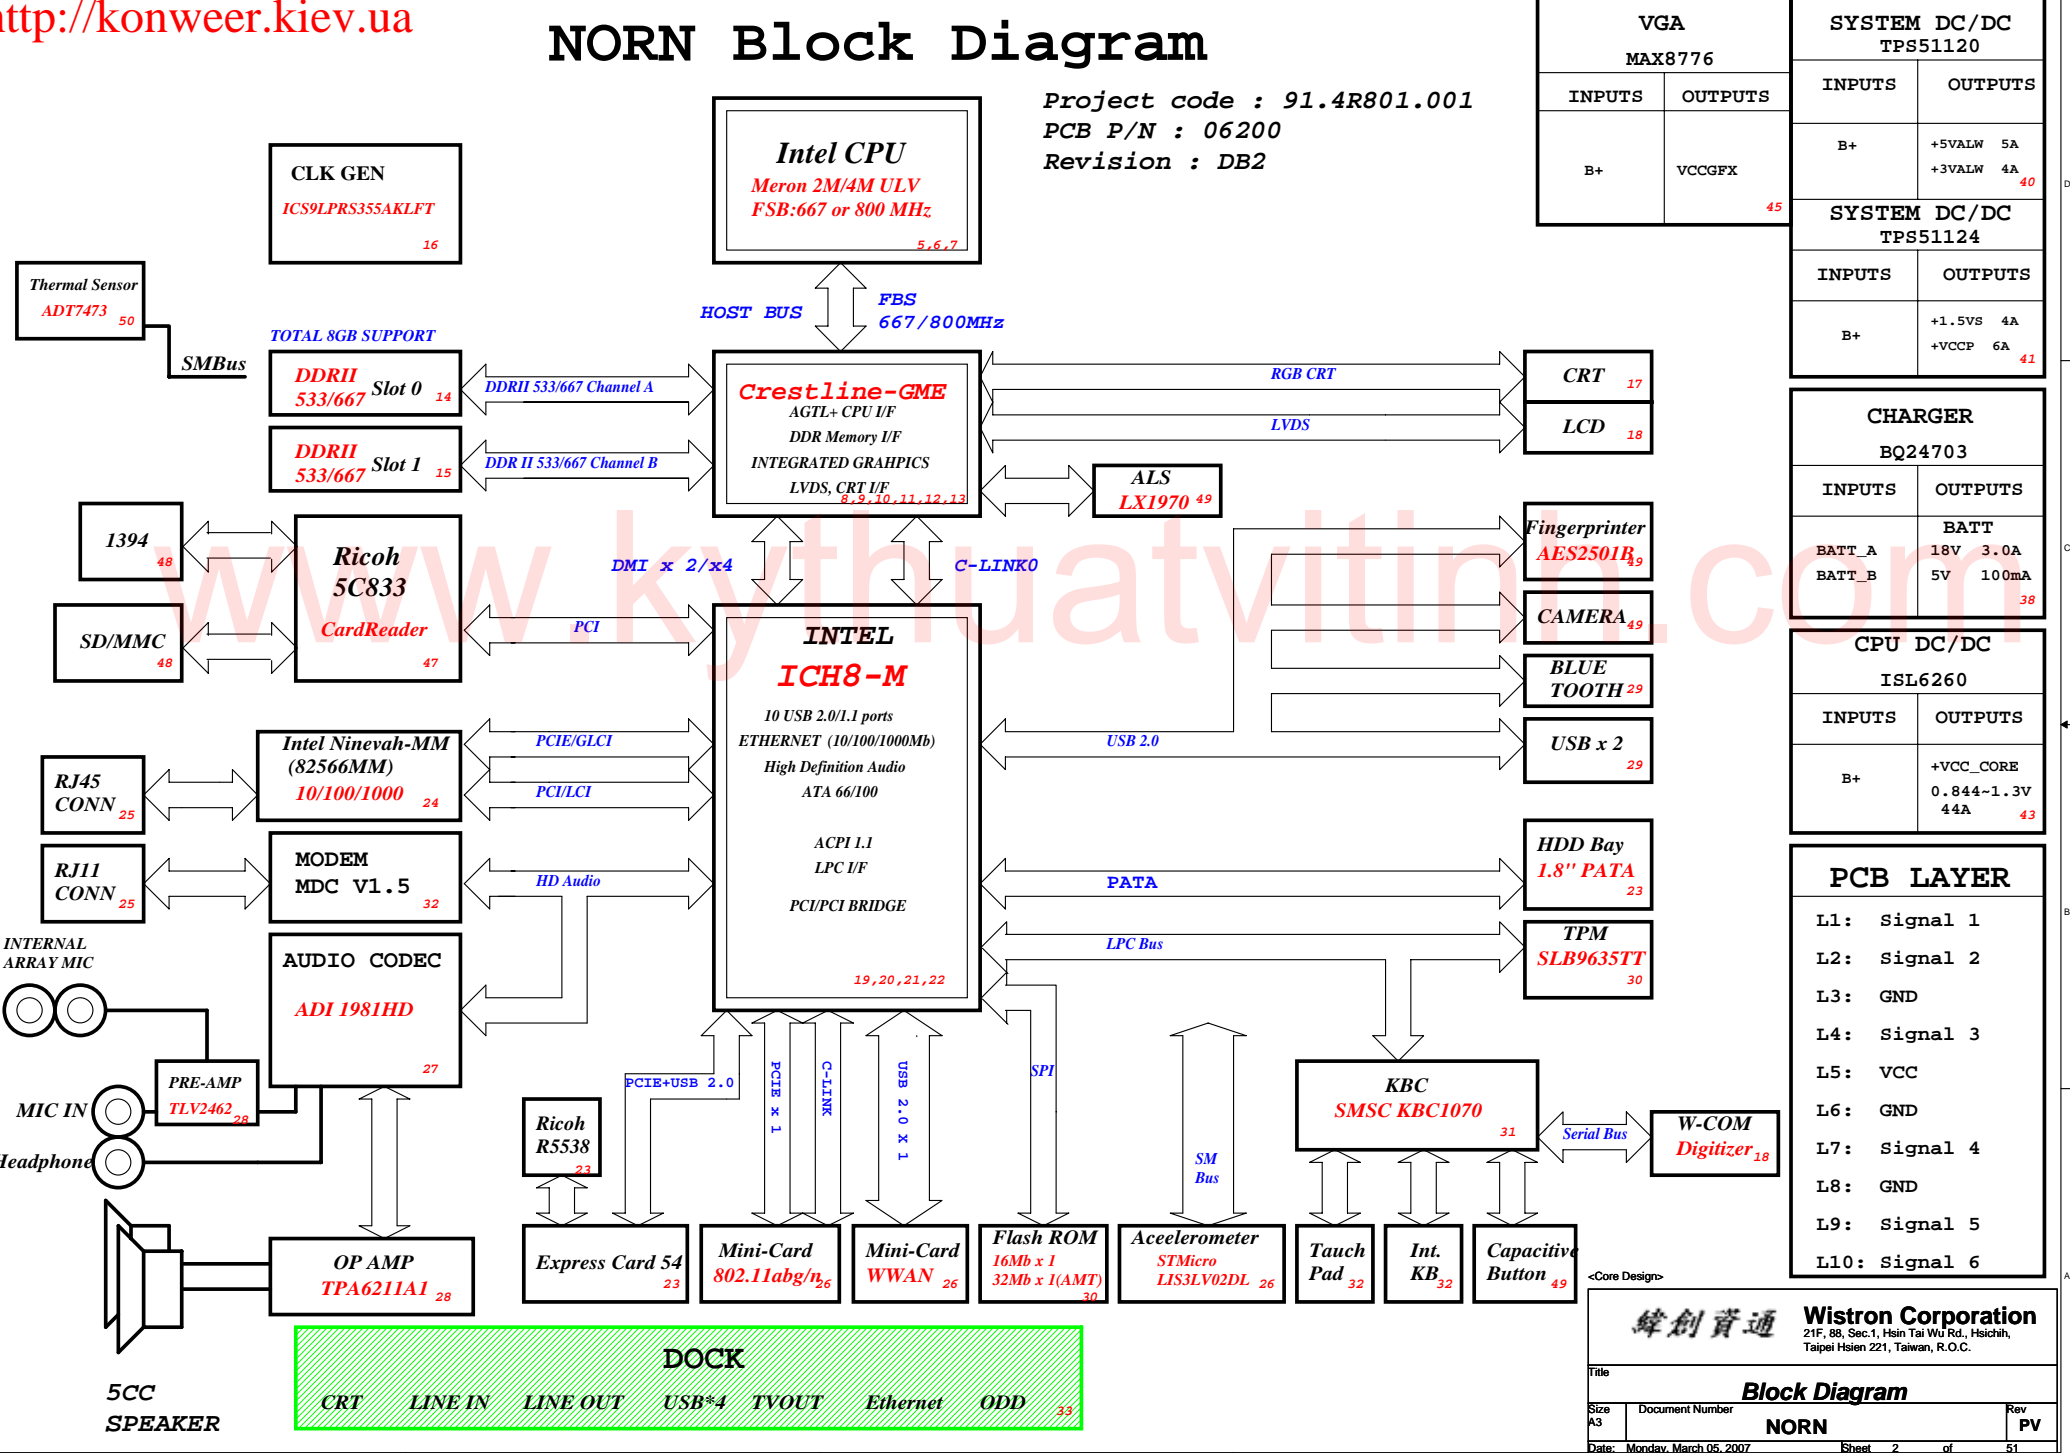 http://konweer.kiev.ua
NORN Block Diagram
Project code : 91.4R801.001
PCB P/N : 06200
Revision : DB2
VGA
MAX8776
INPUTS OUTPUTS
B+ VCCGFX
45
SYSTEM DC/DC
TPS51120
INPUTS OUTPUTS
B+ +5VALW 5A
+3VALW 4A
40
SYSTEM DC/DC
TPS51124
INPUTS OUTPUTS
B+ +1.5VS 4A
+VCCP 6A
41
CHARGER
BQ24703
INPUTS OUTPUTS
BATT
BATT_A 18V 3.0A
BATT_B 5V 100mA
38
CPU DC/DC
ISL6260
INPUTS OUTPUTS
B+ +VCC_CORE
0.844~1.3V
44A
43
PCB LAYER
L1: Signal 1
L2: Signal 2
L3: GND
L4: Signal 3
L5: VCC
L6: GND
L7: Signal 4
L8: GND
L9: Signal 5
L10: Signal 6
CLK GEN
ICS9LPRS355AKLFT
16
Intel CPU
Meron 2M/4M ULV
FSB:667 or 800 MHz
5,6,7
HOST BUS
FBS
667/800MHz
Thermal Sensor
ADT7473
50
SMBus
TOTAL 8GB SUPPORT
DDRII
533/667 Slot 0 14
DDRII 533/667 Channel A
DDRII
533/667 Slot 1 15
DDR II 533/667 Channel B
Crestline-GME
AGTL+ CPU I/F
DDR Memory I/F
INTEGRATED GRAHPICS
LVDS, CRT I/F
8,9,10,11,12,13
RGB CRT
CRT 17
LVDS
LCD 18
ALS
LX1970 49
1394
48
SD/MMC
48
Ricoh
5C833
CardReader
47
PCI
DMI x 2/x4
C-LINK0
www.kythuatvitinh.com
Fingerprinter
AES2501B
49
CAMERA 49
BLUE
TOOTH 29
USB x 2
29
USB 2.0
INTEL
ICH8-M
10 USB 2.0/1.1 ports
ETHERNET (10/100/1000Mb)
High Definition Audio
ATA 66/100
ACPI 1.1
LPC I/F
PCI/PCI BRIDGE
19,20,21,22
Intel Ninevah-MM
(82566MM)
10/100/1000 24
PCIE/GLCI
PCI/LCI
RJ45
CONN 25
RJ11
CONN 25
MODEM
MDC V1.5
32
HD Audio
AUDIO CODEC
ADI 1981HD
27
INTERNAL
ARRAY MIC
PRE-AMP
TLV2462
28
MIC IN
Headphone
OP AMP
TPA6211A1 28
5CC
SPEAKER
PATA
HDD Bay
1.8" PATA
23
LPC Bus
TPM
SLB9635TT
30
KBC
SMSC KBC1070
31
Serial Bus
W-COM
Digitizer 18
PCIE+USB 2.0
PCIE x 1
C-LINK
USB 2.0 X 1
SPI
SM
Bus
Ricoh
R5538
23
Express Card 54
23
Mini-Card
802.11abg/n
26
Mini-Card
WWAN 26
Flash ROM
16Mb x 1
32Mb x 1(AMT)
30
Aceelerometer
STMicro
LIS3LV02DL 26
Tauch
Pad 32
Int.
KB 32
Capacitive
Button 49
DOCK
CRT LINE IN LINE OUT USB*4 TVOUT Ethernet ODD 33
<Core Design>
緯創資通
Wistron Corporation
21F, 88, Sec.1, Hsin Tai Wu Rd., Hsichih,
Taipei Hsien 221, Taiwan, R.O.C.
Title
Block Diagram
Size Document Number Rev
A3 NORN PV
Date: Monday, March 05, 2007 Sheet 2 of 51
D
C
B
A